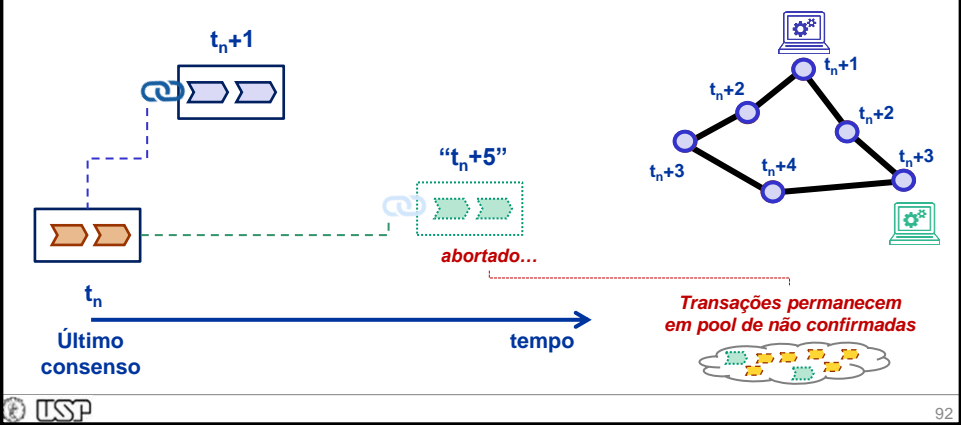 tn+1
tn+1
tn+2
tn+2
“tn+5”
tn+3
tn+4
tn+3
abortado...
tn
Transações permanecem
em pool de não confirmadas
Último
consenso
tempo
USP
92